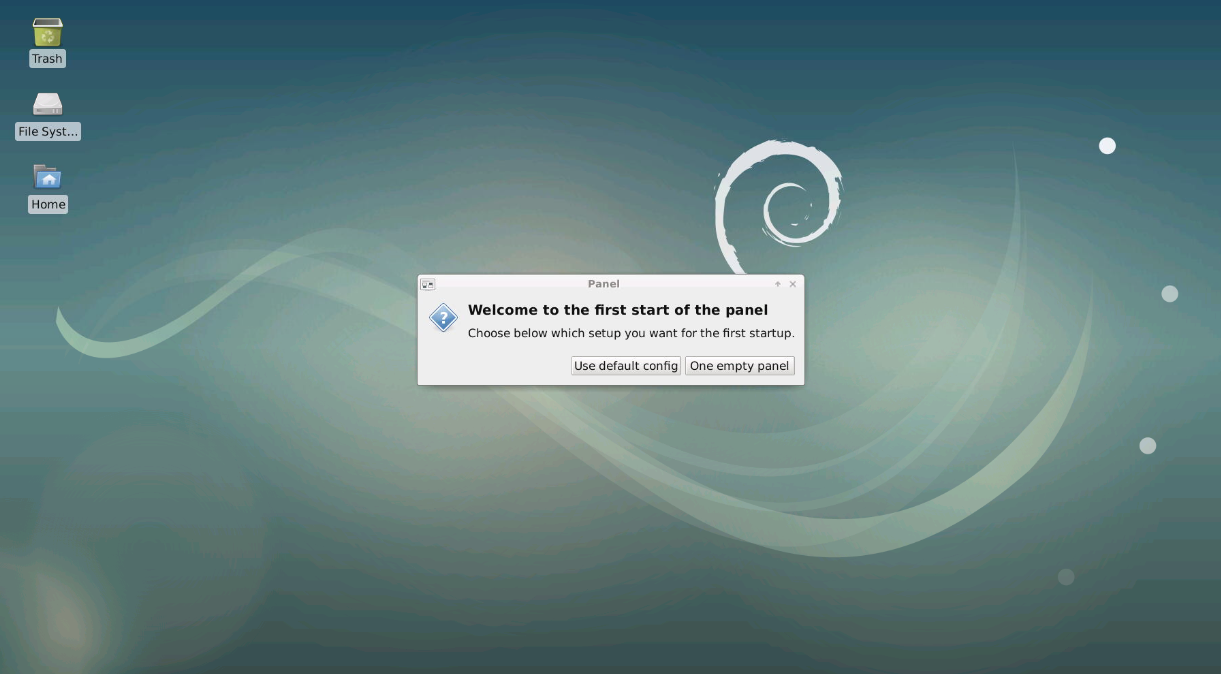 Trash
File Syst...
Home
Panel
Welcome to the first start of the panel
Choose below which setup you want for the first startup.
Use default config
One empty panel